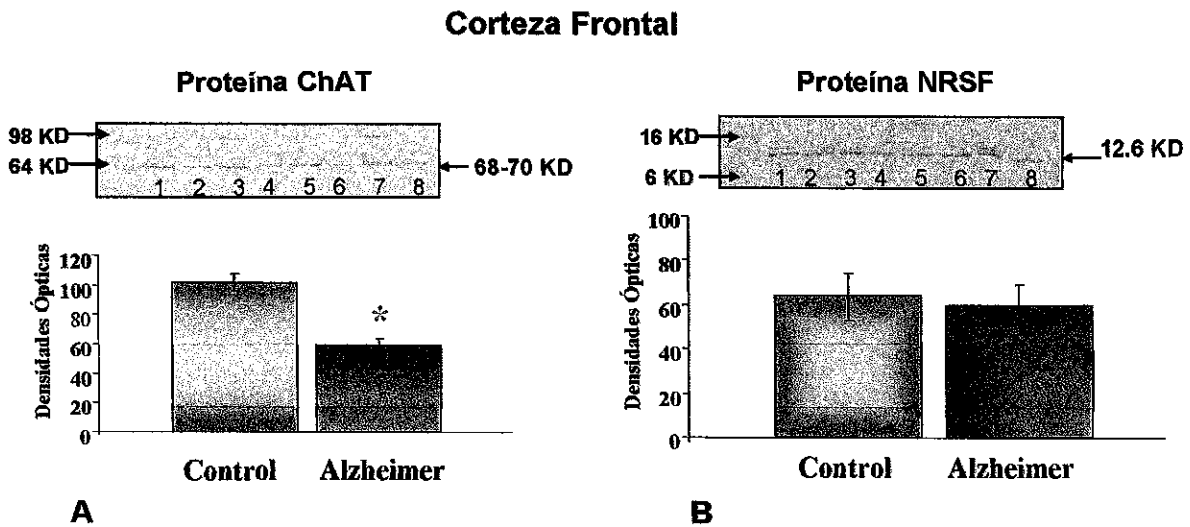 Corteza Frontal
Proteína ChAT
98 KD
64 KD
68-70 KD
1 2 3 4 5 6 7 8
Densidades Ópticas
120
100
80
60
40
20
0
*
Control Alzheimer
A
Proteína NRSF
16 KD
6 KD
12.6 KD
1 2 3 4 5 6 7 8
Densidades Ópticas
100
80
60
40
20
0
Control Alzheimer
B